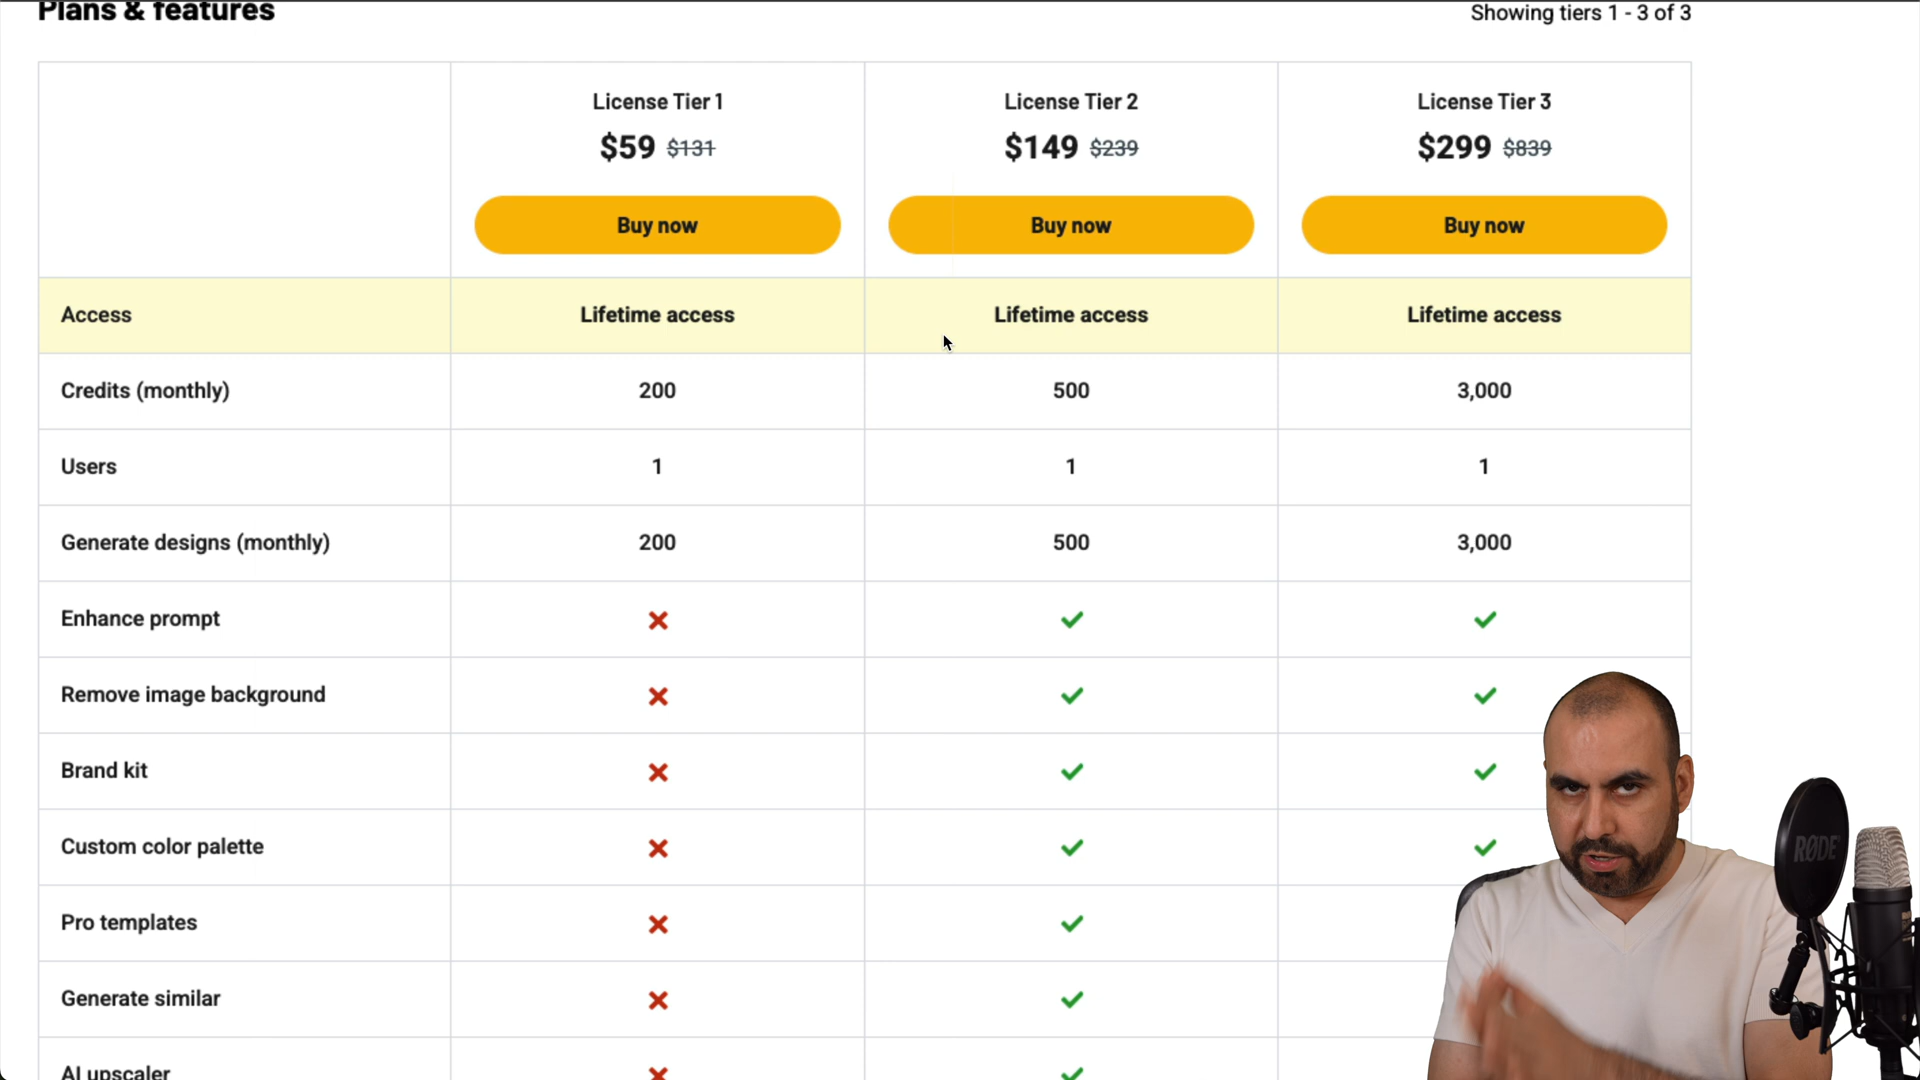 Plans & features
Showing tiers 1 - 3 of 3
License Tier 1
License Tier 2
License Tier 3
$59 $131
$149 $239
$299 $839
Buy now
Buy now
Buy now
Access
Lifetime access
Lifetime access
Lifetime access
Credits (monthly)
200
500
3,000
Users
1
1
1
Generate designs (monthly)
200
500
3,000
Enhance prompt
Remove image background
Brand kit
Custom color palette
Pro templates
Generate similar
AI upscaler
RØDE